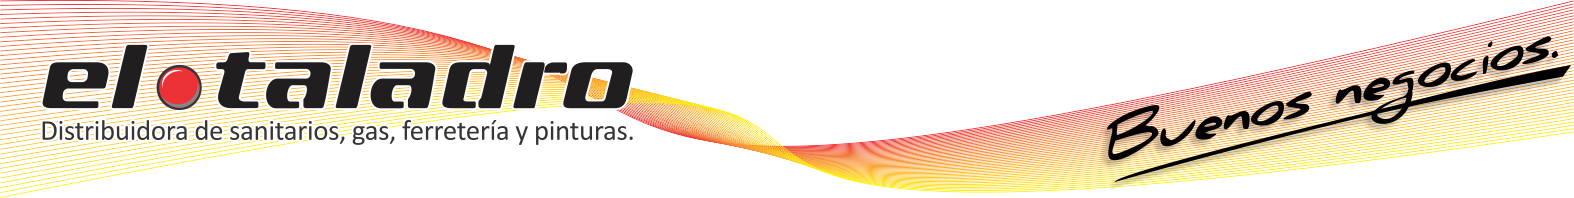 el taladro
Distribuidora de sanitarios, gas, ferretería y pinturas.
Buenos negocios.